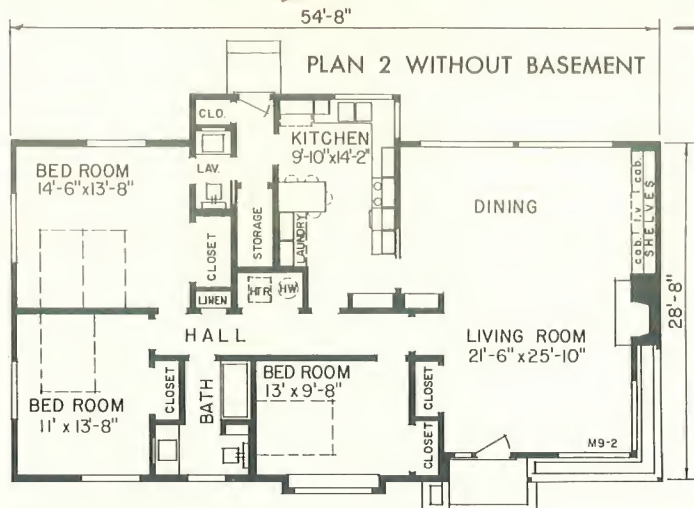 54'-8"
PLAN 2 WITHOUT BASEMENT
CLO.
KITCHEN
9'-10"x14'-2"
BED ROOM
14'-6"x13'-8"
LAV.
DINING
cab. t.v. cab.
SHELVES
CLOSET
STORAGE
LAUNDRY
28'-8"
LINEN
HTR
HW
HALL
LIVING ROOM
21'-6"x25'-10"
BED ROOM
11' x 13'-8"
CLOSET
BATH
BED ROOM
13' x 9'-8"
CLOSET
CLOSET
M9-2